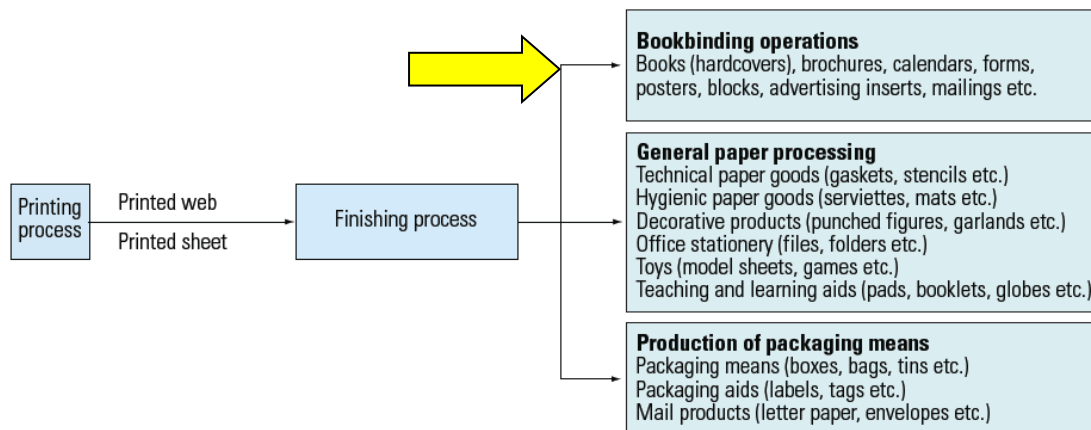 Printing
process
Printed web
Printed sheet
Finishing process
Bookbinding operations
Books (hardcovers), brochures, calendars, forms,
posters, blocks, advertising inserts, mailings etc.
General paper processing
Technical paper goods (gaskets, stencils etc.)
Hygienic paper goods (serviettes, mats etc.)
Decorative products (punched figures, garlands etc.)
Office stationery (files, folders etc.)
Toys (model sheets, games etc.)
Teaching and learning aids (pads, booklets, globes etc.)
Production of packaging means
Packaging means (boxes, bags, tins etc.)
Packaging aids (labels, tags etc.)
Mail products (letter paper, envelopes etc.)